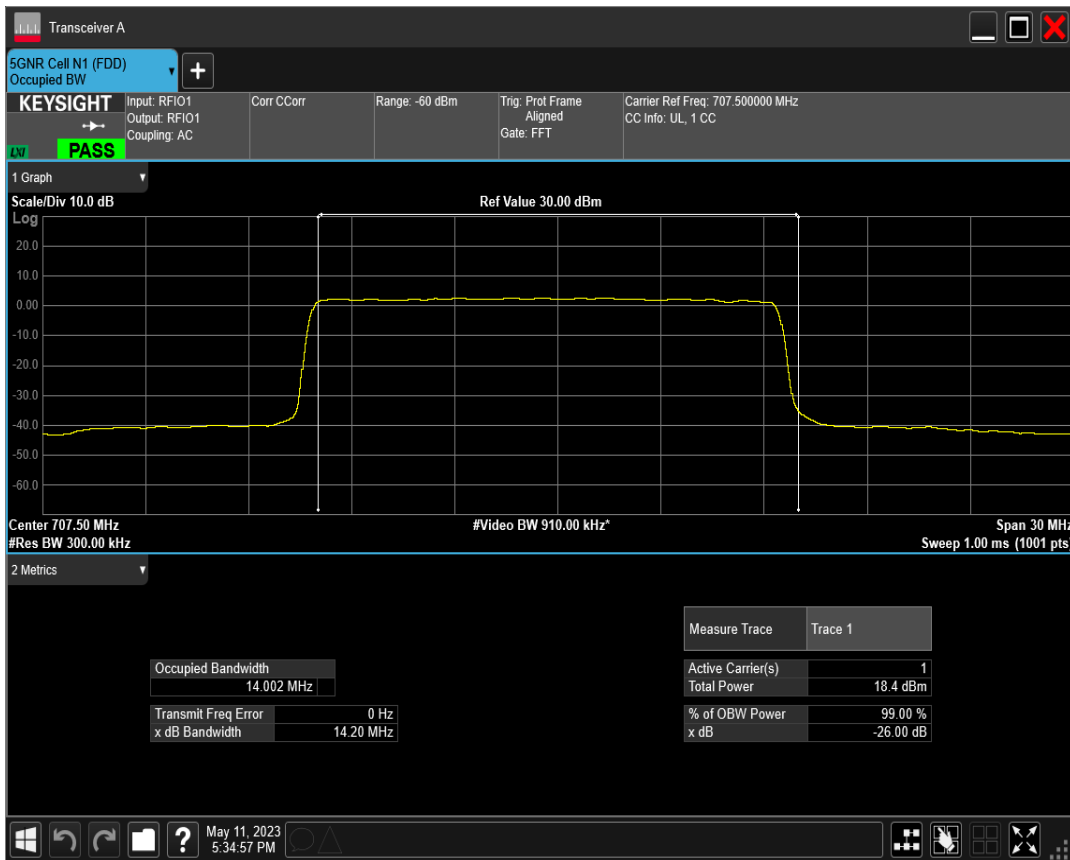 Transceiver A
5GNR Cell N1 (FDD)
Occupied BW
+
KEYSIGHT
LXI
PASS
Input: RFIO1
Output: RFIO1
Coupling: AC
Corr CCorr
Range: -60 dBm
Trig: Prot Frame
Aligned
Gate: FFT
Carrier Ref Freq: 707.500000 MHz
CC Info: UL, 1 CC
1 Graph
Scale/Div 10.0 dB
Ref Value 30.00 dBm
Log
20.0
10.0
0.00
-10.0
-20.0
-30.0
-40.0
-50.0
-60.0
Center 707.50 MHz
#Video BW 910.00 kHz*
Span 30 MHz
#Res BW 300.00 kHz
Sweep 1.00 ms (1001 pts)
2 Metrics
Measure Trace Trace 1
Occupied Bandwidth
14.002 MHz
Active Carrier(s) 1
Total Power 18.4 dBm
Transmit Freq Error 0 Hz
x dB Bandwidth 14.20 MHz
% of OBW Power 99.00 %
x dB -26.00 dB
?
May 11, 2023
5:34:57 PM